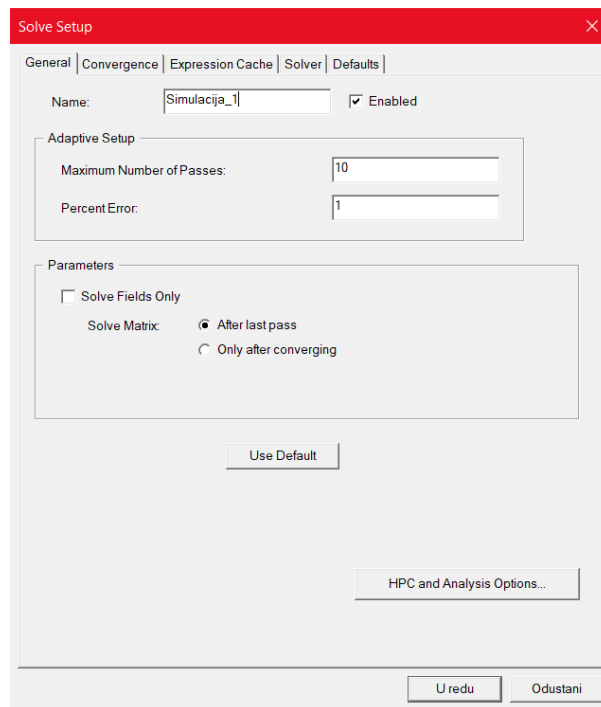 Solve Setup
General Convergence Expression Cache Solver Defaults
Name: Simulacija_1 Enabled
Adaptive Setup
Maximum Number of Passes: 10
Percent Error: 1
Parameters
Solve Fields Only
Solve Matrix: After last pass
Only after converging
Use Default
HPC and Analysis Options...
U redu Odustani